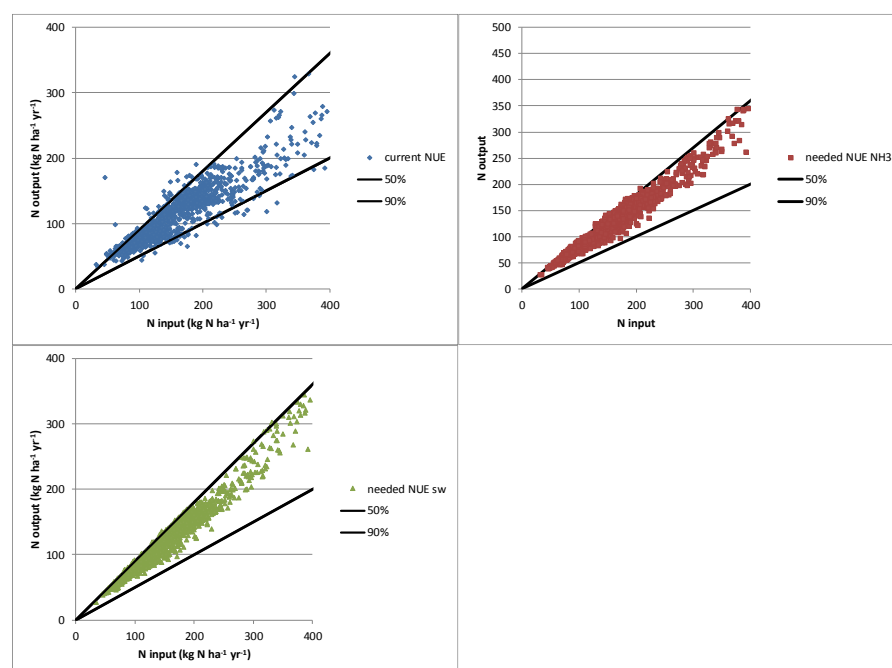 400
300
200
100
0
0 100 200 300 400
N output (kg N ha⁻¹ yr⁻¹)
N input (kg N ha⁻¹ yr⁻¹)
current NUE
50%
90%
500
450
400
350
300
250
200
150
100
50
0
0 100 200 300 400
N output
N input
needed NUE NH3
50%
90%
400
300
200
100
0
0 100 200 300 400
N output (kg N ha⁻¹ yr⁻¹)
N input (kg N ha⁻¹ yr⁻¹)
needed NUE sw
50%
90%